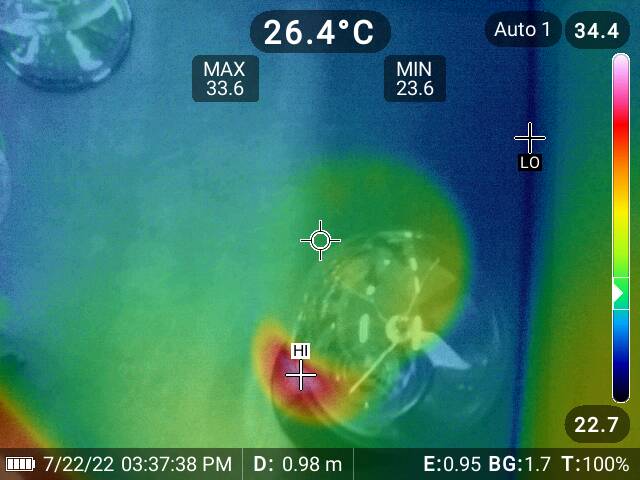 26.4°C
Auto 1
34.4
MAX
33.6
MIN
23.6
LO
HI
22.7
7/22/22 03:37:38 PM D: 0.98 m E:0.95 BG:1.7 T:100%